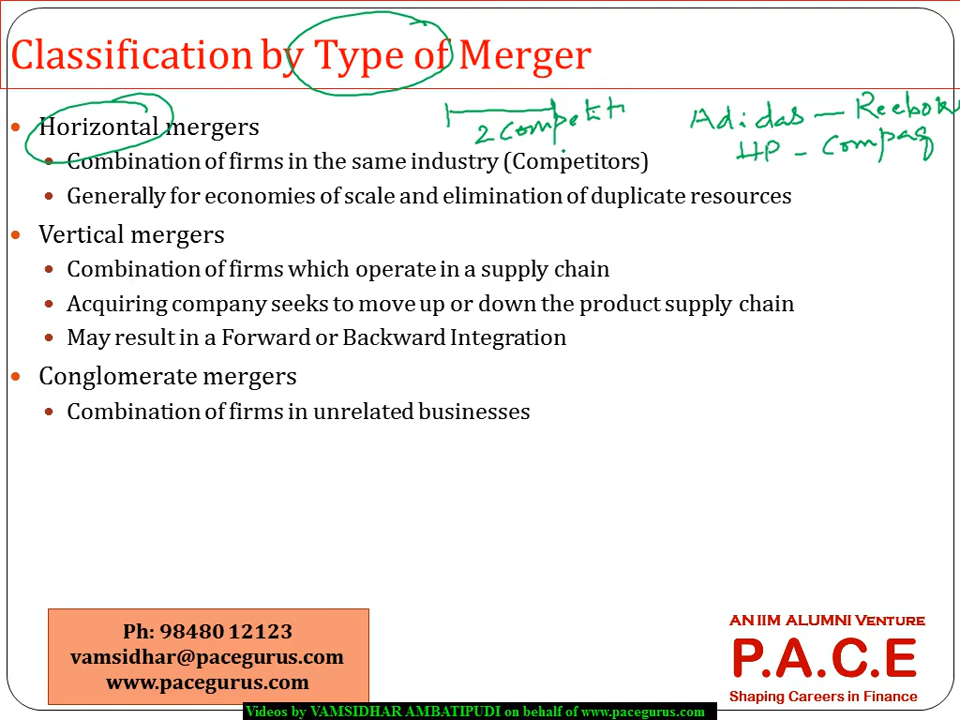 Classification by Type of Merger
Horizontal mergers
2 Competit
Adidas — Reebok
HP - Compaq
Combination of firms in the same industry (Competitors)
Generally for economies of scale and elimination of duplicate resources
Vertical mergers
Combination of firms which operate in a supply chain
Acquiring company seeks to move up or down the product supply chain
May result in a Forward or Backward Integration
Conglomerate mergers
Combination of firms in unrelated businesses
Ph: 98480 12123
vamsidhar@pacegurus.com
www.pacegurus.com
AN IIM ALUMNI VENTURE
P.A.C.E
Shaping Careers in Finance
Videos by VAMSIDHAR AMBATIPUDI on behalf of www.pacegurus.com